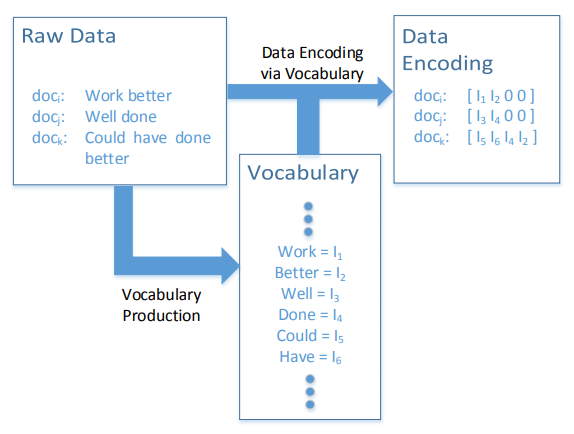 Raw Data
doci: Work better
docj: Well done
dock: Could have done
better
Data Encoding
via Vocabulary
Data
Encoding
doci: [ I1 I2 0 0 ]
docj: [ I3 I4 0 0 ]
dock: [ I5 I6 I4 I2 ]
Vocabulary
Production
Vocabulary
Work = I1
Better = I2
Well = I3
Done = I4
Could = I5
Have = I6